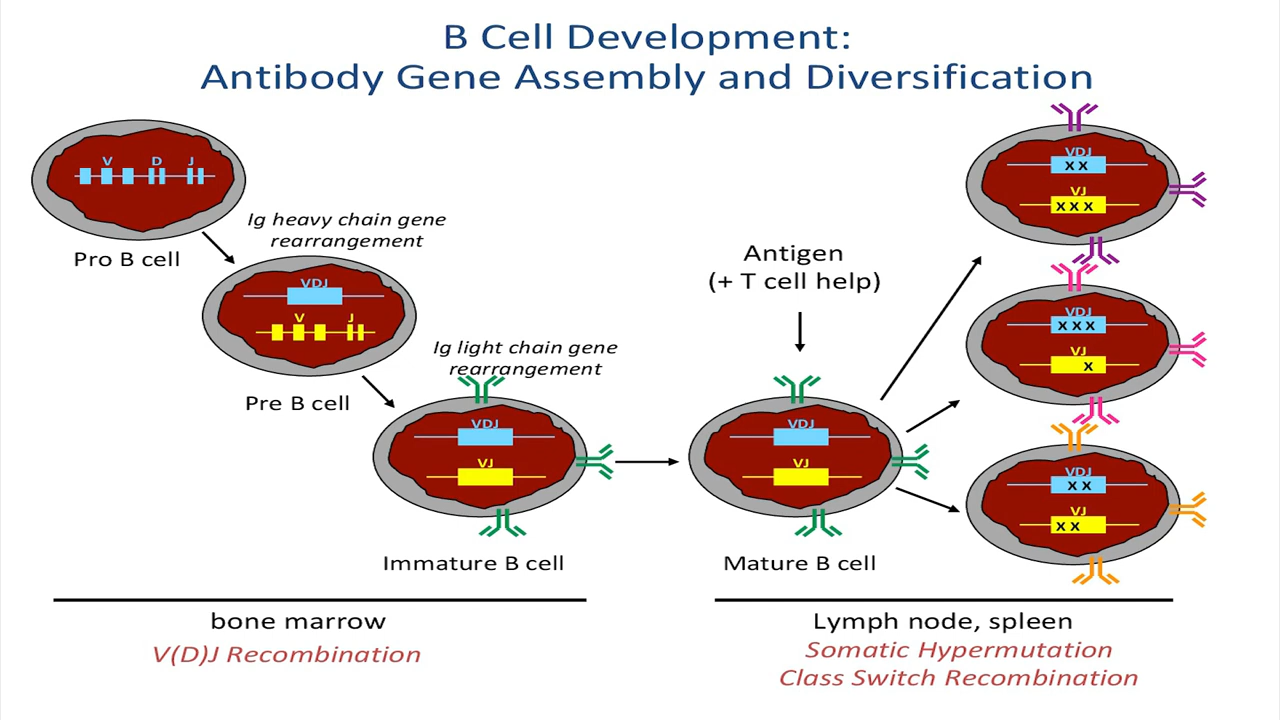 B Cell Development:
Antibody Gene Assembly and Diversification
V D J
Pro B cell
Ig heavy chain gene
rearrangement
VDJ
V J
Pre B cell
Ig light chain gene
rearrangement
VDJ
VJ
Immature B cell
Antigen
(+ T cell help)
VDJ
VJ
Mature B cell
VDJ
X X
VJ
X X X
VDJ
X X X
VJ
X
VDJ
X X
VJ
X X
bone marrow
V(D)J Recombination
Lymph node, spleen
Somatic Hypermutation
Class Switch Recombination